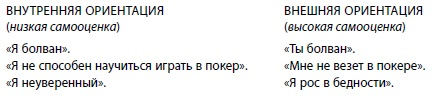 ВНУТРЕННЯЯ ОРИЕНТАЦИЯ
(низкая самооценка)
«Я болван».
«Я не способен научиться играть в покер».
«Я неуверенный».
ВНЕШНЯЯ ОРИЕНТАЦИЯ
(высокая самооценка)
«Ты болван».
«Мне не везет в покере».
«Я рос в бедности».